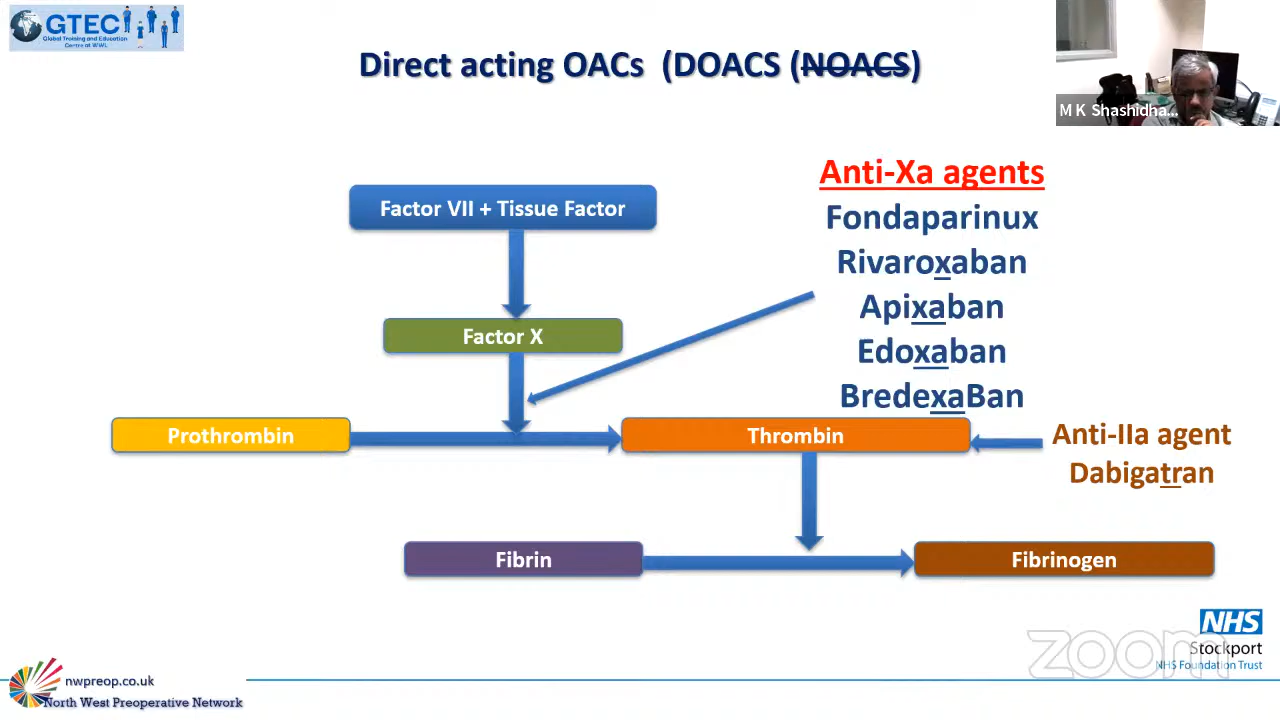 GTEC
Global Training and Education
Centre at WWL
Direct acting OACs (DOACS (NOACS)
M K Shashidha...
Anti-Xa agents
Factor VII + Tissue Factor
Fondaparinux
Rivaroxaban
Apixaban
Factor X
Edoxaban
BredexaBan
Prothrombin
Thrombin
Anti-IIa agent
Dabigatran
Fibrin
Fibrinogen
NHS
Stockport
NHS Foundation Trust
zoom
nwpreop.co.uk
North West Preoperative Network